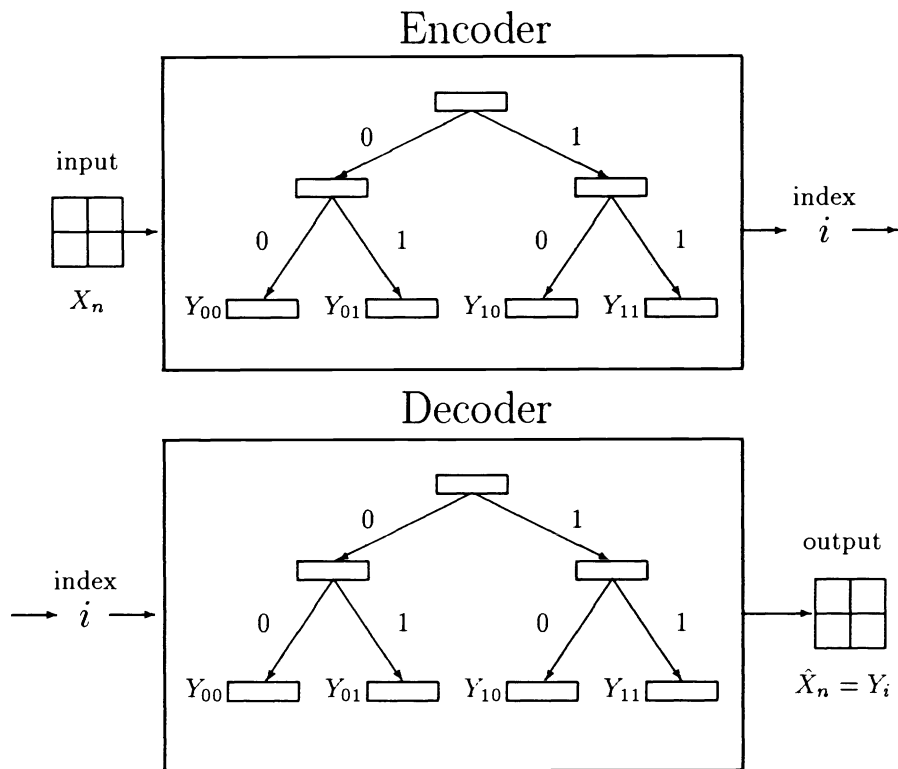 Encoder
0 1
input
index
0 1 0 1
i
X_n
Y_00 Y_01 Y_10 Y_11
Decoder
0 1
output
index
i
0 1 0 1
Y_00 Y_01 Y_10 Y_11
X̂_n = Y_i